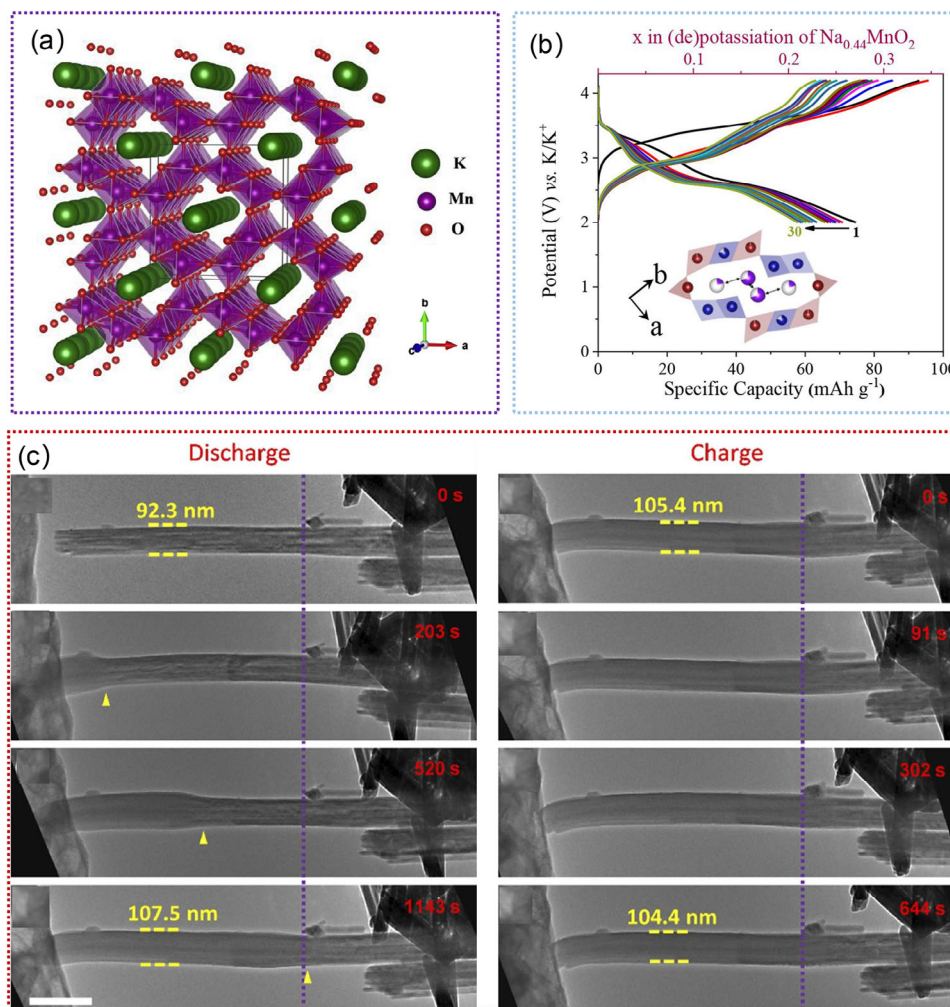 (a)
K
Mn
O
b
a
c
(b)
x in (de)potassiation of Na0.44MnO2
0.1 0.2 0.3
Potential (V) vs. K/K+
4
3
2
1
0
30 1
b
a
0 20 40 60 80 100
Specific Capacity (mAh g-1)
(c)
Discharge
Charge
0 s
92.3 nm
203 s
520 s
1143 s
107.5 nm
0 s
105.4 nm
91 s
302 s
644 s
104.4 nm